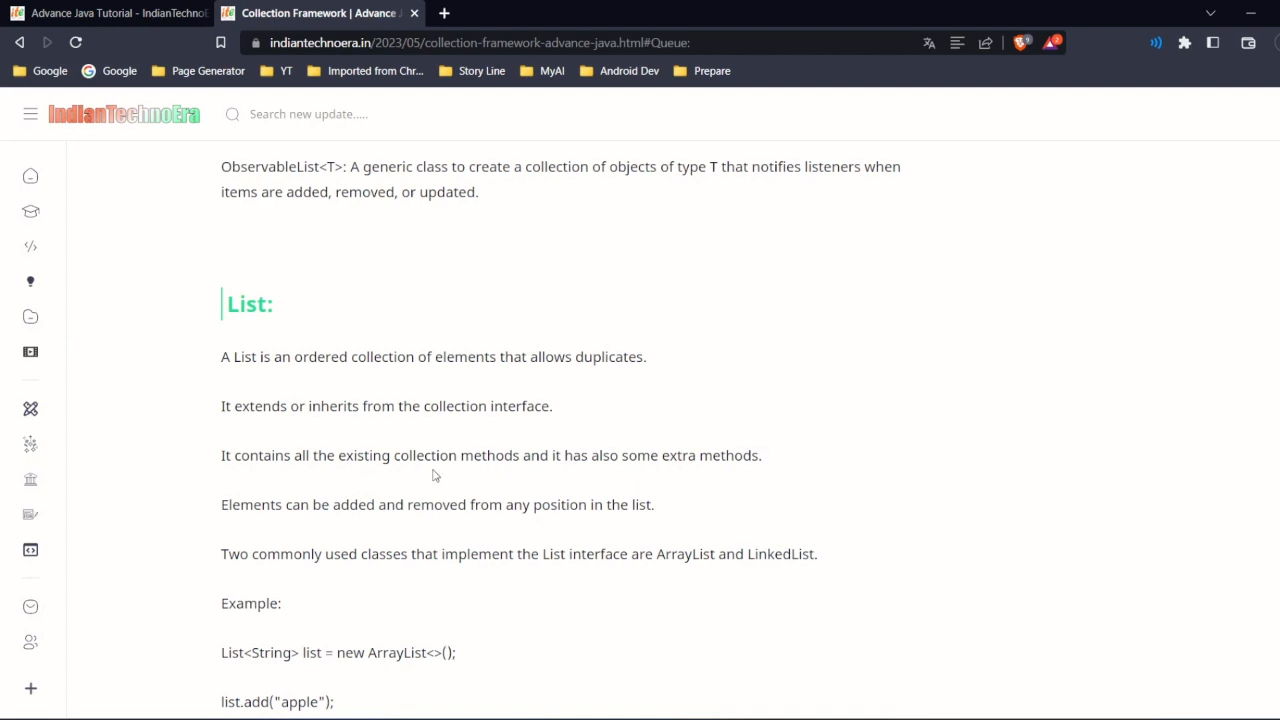 Advance Java Tutorial - IndianTechnoE
Collection Framework | Advance J
indiantechnoera.in/2023/05/collection-framework-advance-java.html#Queue:
9
2
Google
Google
Page Generator
YT
Imported from Chr...
Story Line
MyAI
Android Dev
Prepare
IndianTechnoEra
Search new update.....
ObservableList<T>: A generic class to create a collection of objects of type T that notifies listeners when
items are added, removed, or updated.
List:
A List is an ordered collection of elements that allows duplicates.
It extends or inherits from the collection interface.
It contains all the existing collection methods and it has also some extra methods.
Elements can be added and removed from any position in the list.
Two commonly used classes that implement the List interface are ArrayList and LinkedList.
Example:
List<String> list = new ArrayList<>();
list.add("apple");